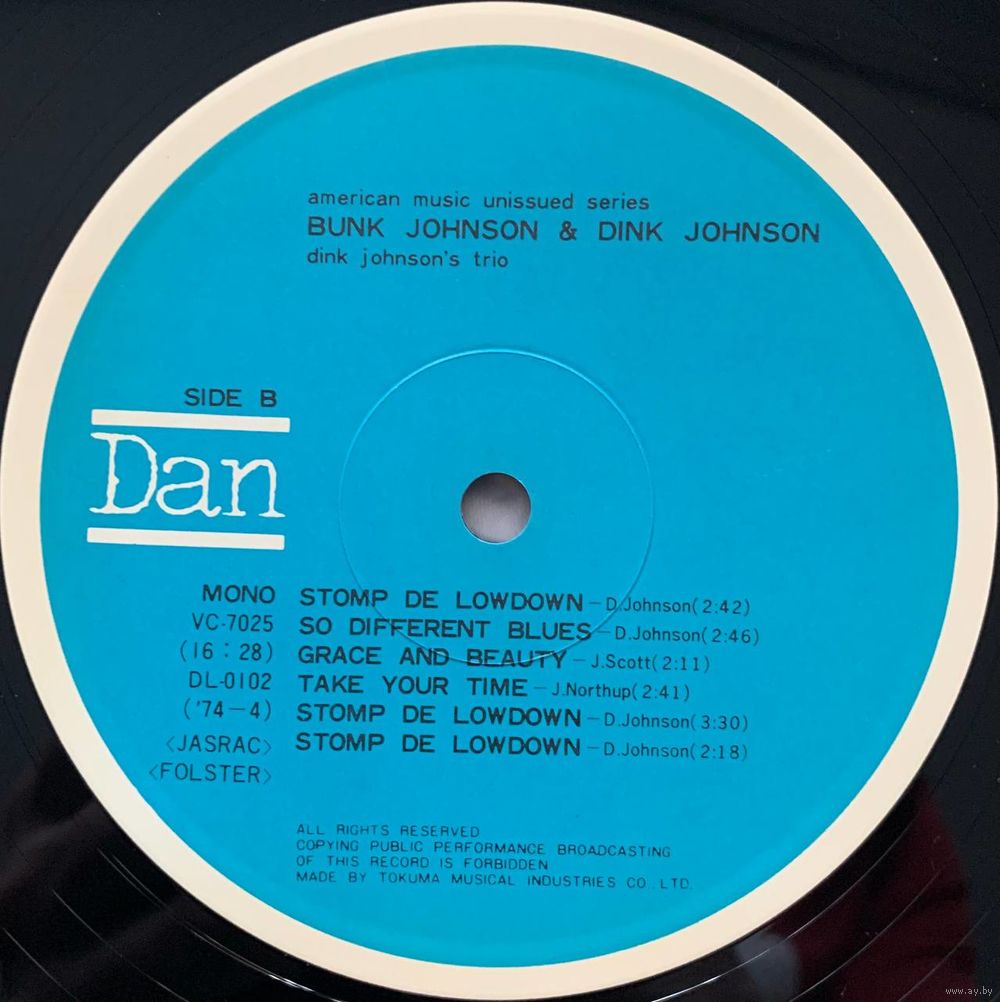 american music unissued series
BUNK JOHNSON & DINK JOHNSON
dink johnson's trio
SIDE B
Dan
MONO STOMP DE LOWDOWN – D.Johnson(2:42)
VC-7025 SO DIFFERENT BLUES – D.Johnson(2:46)
(16:28) GRACE AND BEAUTY – J.Scott(2:11)
DL-0102 TAKE YOUR TIME – J.Northup(2:41)
('74-4) STOMP DE LOWDOWN – D.Johnson(3:30)
<JASRAC> STOMP DE LOWDOWN – D.Johnson(2:18)
<FOLSTER>
ALL RIGHTS RESERVED
COPYING PUBLIC PERFORMANCE BROADCASTING
OF THIS RECORD IS FORBIDDEN
MADE BY TOKUMA MUSICAL INDUSTRIES CO.,LTD.
www.ay.by